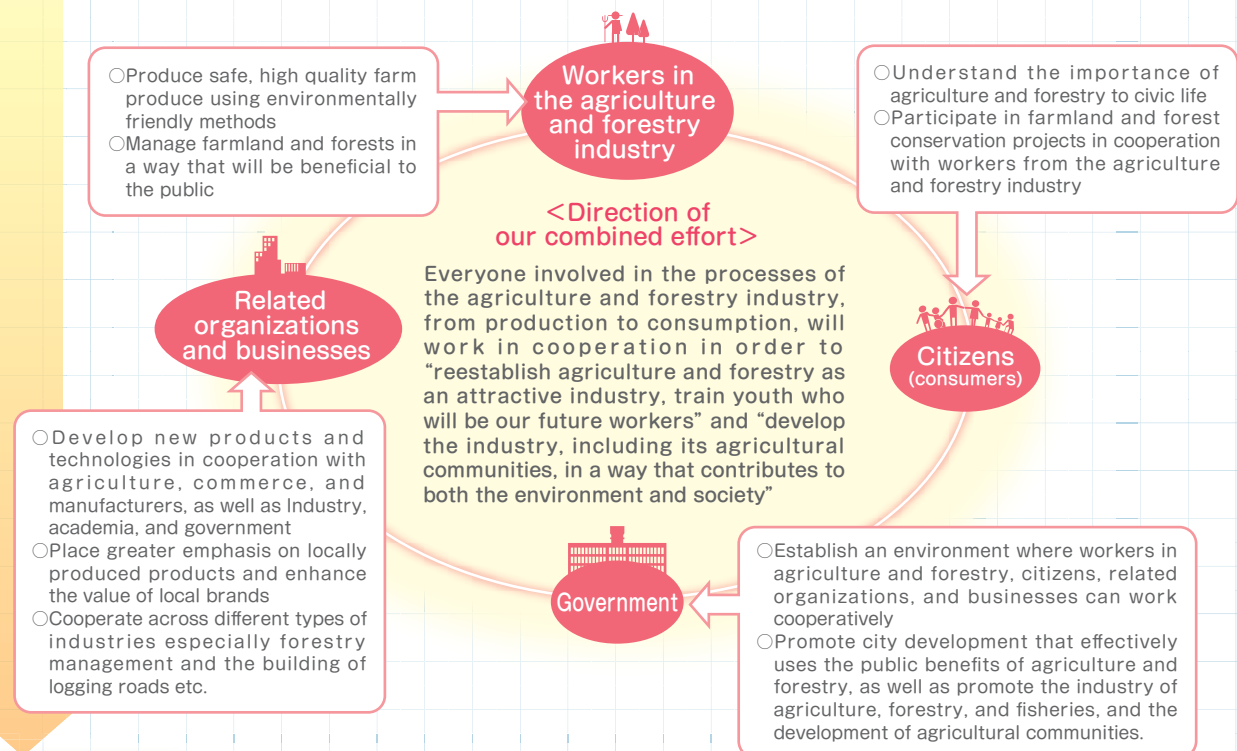 Workers in
the agriculture
and forestry
industry
○Produce safe, high quality farm
produce using environmentally
friendly methods
○Manage farmland and forests in
a way that will be beneficial to
the public
○Understand the importance of
agriculture and forestry to civic life
○Participate in farmland and forest
conservation projects in cooperation
with workers from the agriculture
and forestry industry
<Direction of
our combined effort>
Everyone involved in the processes of
the agriculture and forestry industry,
from production to consumption, will
work in cooperation in order to
“reestablish agriculture and forestry as
an attractive industry, train youth who
will be our future workers” and “develop
the industry, including its agricultural
communities, in a way that contributes to
both the environment and society”
Related
organizations
and businesses
Citizens
(consumers)
○Develop new products and
technologies in cooperation with
agriculture, commerce, and
manufacturers, as well as Industry,
academia, and government
○Place greater emphasis on locally
produced products and enhance
the value of local brands
○Cooperate across different types of
industries especially forestry
management and the building of
logging roads etc.
Government
○Establish an environment where workers in
agriculture and forestry, citizens, related
organizations, and businesses can work
cooperatively
○Promote city development that effectively
uses the public benefits of agriculture and
forestry, as well as promote the industry of
agriculture, forestry, and fisheries, and the
development of agricultural communities.